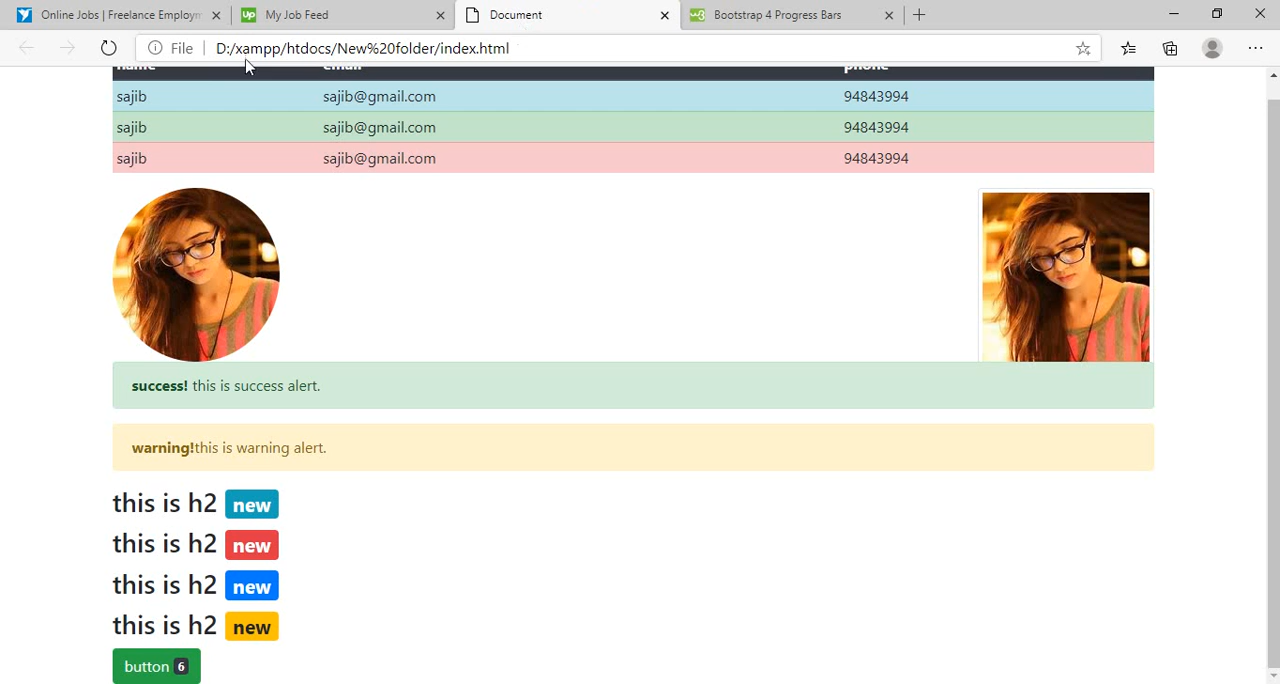 Online Jobs | Freelance Employm
My Job Feed
Document
Bootstrap 4 Progress Bars
File
D:/xampp/htdocs/New%20folder/index.html
name email phone
sajib sajib@gmail.com 94843994
sajib sajib@gmail.com 94843994
sajib sajib@gmail.com 94843994
success! this is success alert.
warning!this is warning alert.
this is h2 new
this is h2 new
this is h2 new
this is h2 new
button 6